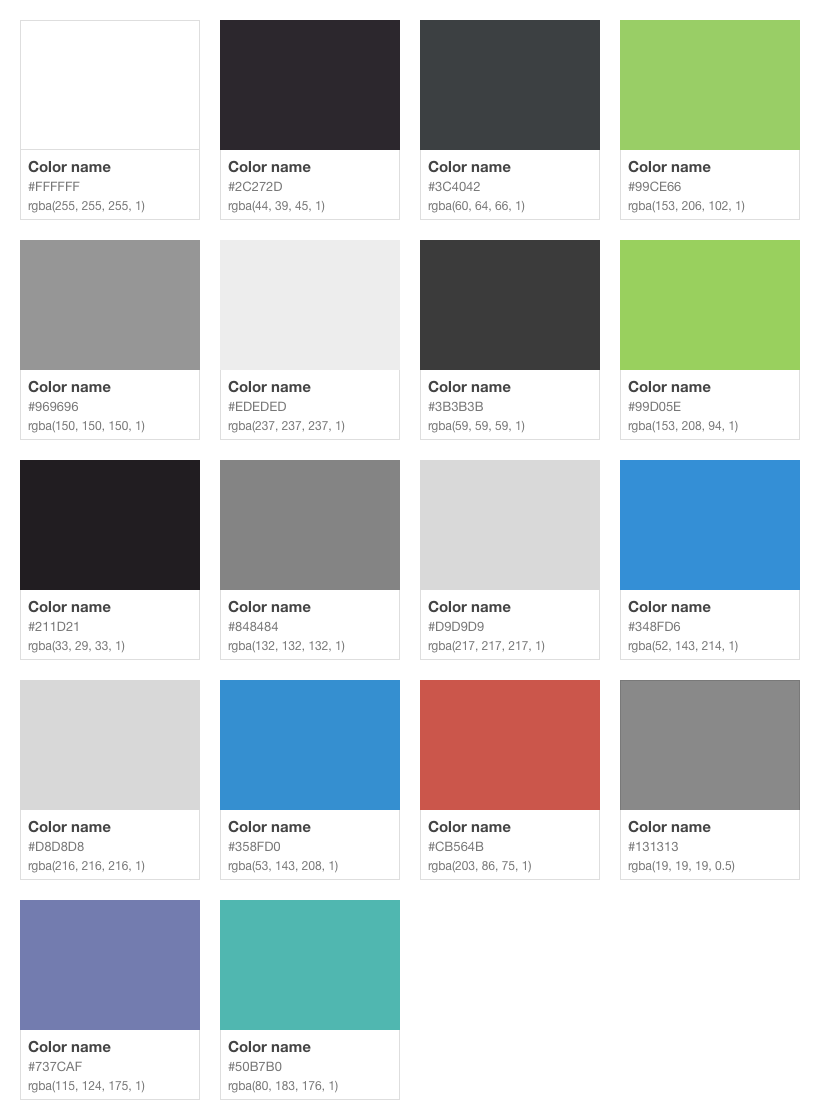 Color name
#FFFFFF
rgba(255, 255, 255, 1)
Color name
#2C272D
rgba(44, 39, 45, 1)
Color name
#3C4042
rgba(60, 64, 66, 1)
Color name
#99CE66
rgba(153, 206, 102, 1)
Color name
#969696
rgba(150, 150, 150, 1)
Color name
#EDEDED
rgba(237, 237, 237, 1)
Color name
#3B3B3B
rgba(59, 59, 59, 1)
Color name
#99D05E
rgba(153, 208, 94, 1)
Color name
#211D21
rgba(33, 29, 33, 1)
Color name
#848484
rgba(132, 132, 132, 1)
Color name
#D9D9D9
rgba(217, 217, 217, 1)
Color name
#348FD6
rgba(52, 143, 214, 1)
Color name
#D8D8D8
rgba(216, 216, 216, 1)
Color name
#358FD0
rgba(53, 143, 208, 1)
Color name
#CB564B
rgba(203, 86, 75, 1)
Color name
#131313
rgba(19, 19, 19, 0.5)
Color name
#737CAF
rgba(115, 124, 175, 1)
Color name
#50B7B0
rgba(80, 183, 176, 1)